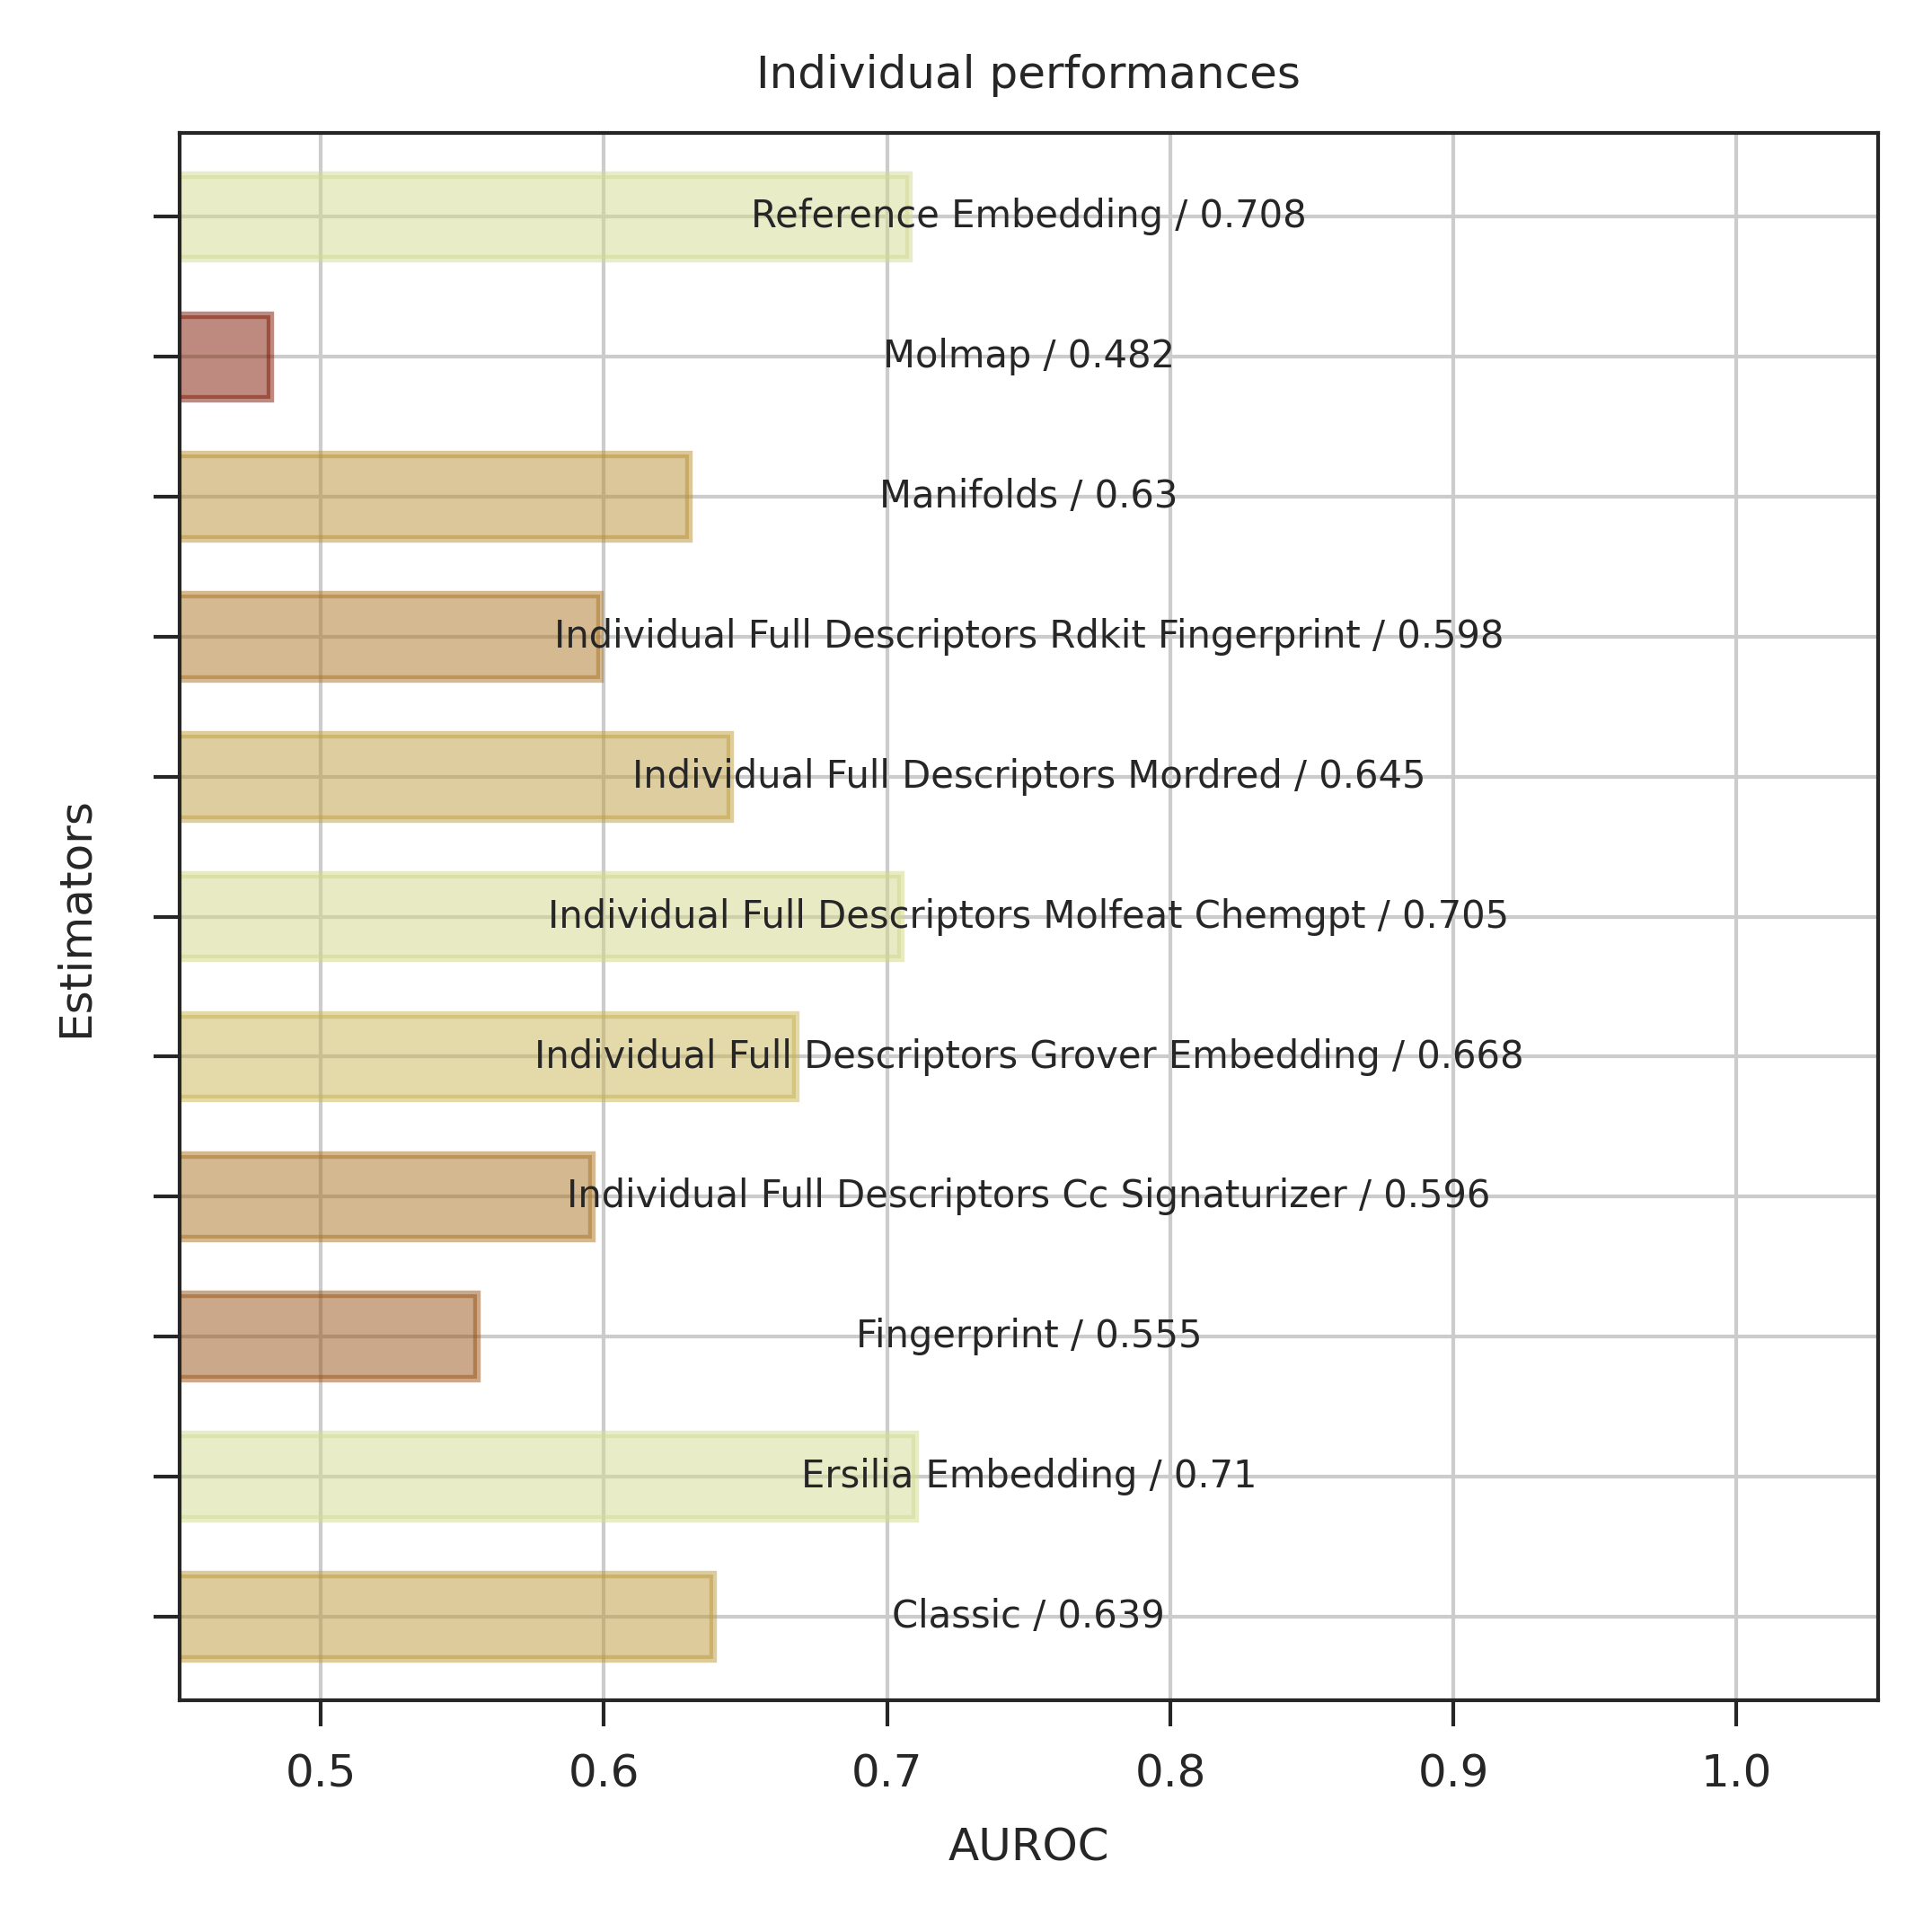 Individual performances
Reference Embedding / 0.708
Molmap / 0.482
Manifolds / 0.63
Individual Full Descriptors Rdkit Fingerprint / 0.598
Individual Full Descriptors Mordred / 0.645
Individual Full Descriptors Molfeat Chemgpt / 0.705
Individual Full Descriptors Grover Embedding / 0.668
Individual Full Descriptors Cc Signaturizer / 0.596
Fingerprint / 0.555
Ersilia Embedding / 0.71
Classic / 0.639
Estimators
0.5 0.6 0.7 0.8 0.9 1.0
AUROC